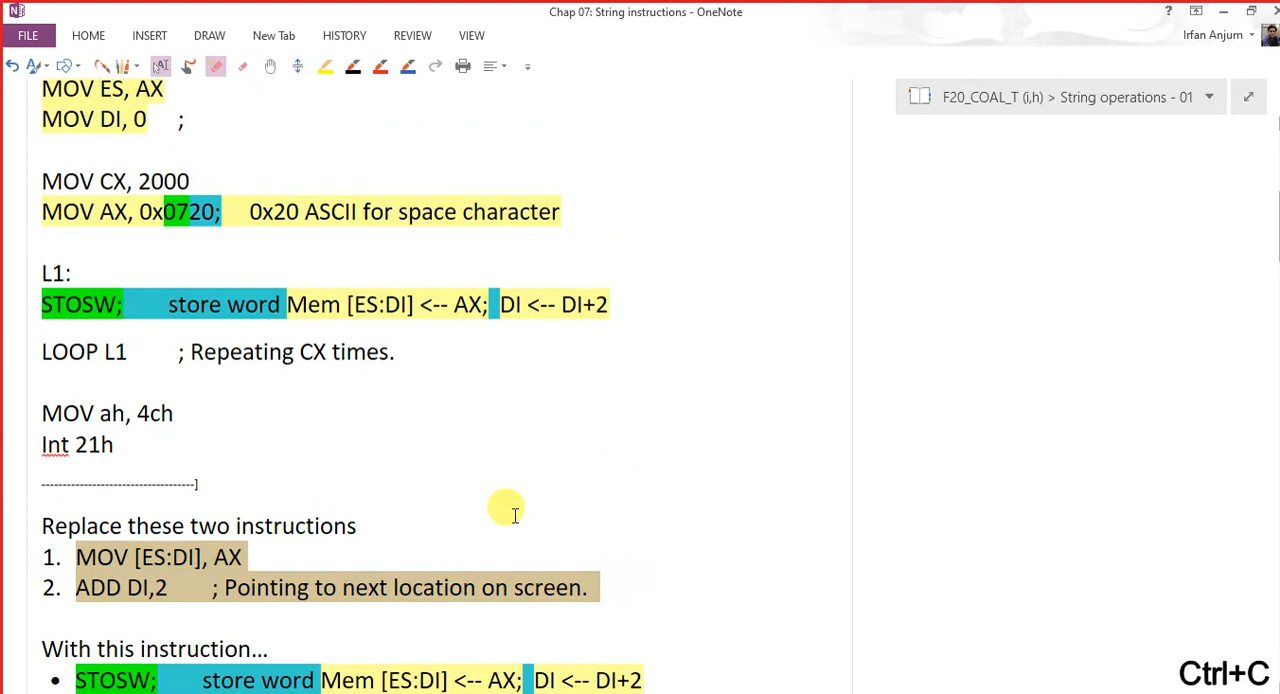 Chap 07: String instructions - OneNote
FILE HOME INSERT DRAW New Tab HISTORY REVIEW VIEW
Irfan Anjum
F20_COAL_T (i,h) > String operations - 01
MOV ES, AX
MOV DI, 0 ;
MOV CX, 2000
MOV AX, 0x0720; 0x20 ASCII for space character
L1:
STOSW; store word Mem [ES:DI] <-- AX; DI <-- DI+2
LOOP L1 ; Repeating CX times.
MOV ah, 4ch
Int 21h
----------------------------------]
Replace these two instructions
1. MOV [ES:DI], AX
2. ADD DI,2 ; Pointing to next location on screen.
With this instruction...
• STOSW; store word Mem [ES:DI] <-- AX; DI <-- DI+2
Ctrl+C